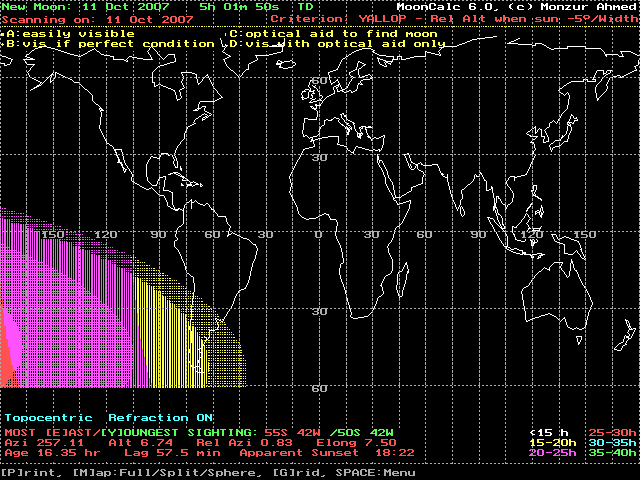 New Moon: 11 Oct 2007 5h 01m 50s TD MoonCalc 6.0, (c) Monzur Ahmed
Scanning on: 11 Oct 2007 Criterion: YALLOP - Rel Alt when sun -5º/Width
A:easily visible C:optical aid to find moon
B:vis if perfect condition D:vis with optical aid only
60
30
150 120 90 60 30 0 30 60 90 120 150
30
60
Topocentric Refraction ON
MOST [E]AST/[Y]OUNGEST SIGHTING: 55S 42W /50S 42W <15 h 25-30h
Azi 257.11 Alt 6.74 Rel Azi 0.83 Elong 7.50 15-20h 30-35h
Age 16.35 hr Lag 57.5 min Apparent Sunset 18:22 20-25h 35-40h
[P]rint, [M]ap:Full/Split/Sphere, [G]rid, SPACE:Menu